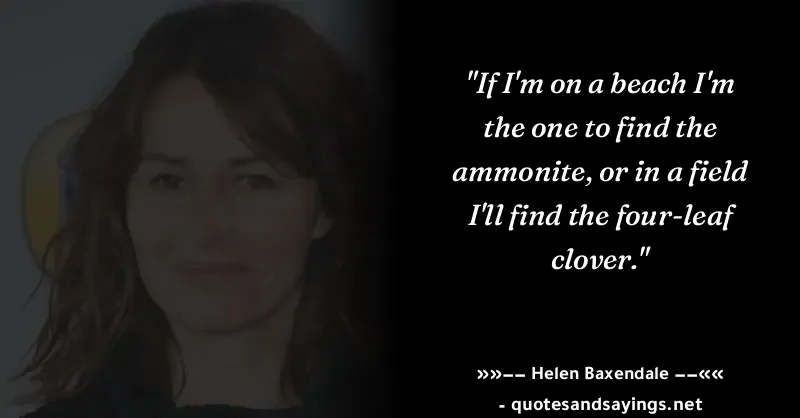 "If I'm on a beach I'm
the one to find the
ammonite, or in a field
I'll find the four-leaf
clover."
»»–– Helen Baxendale ––««
- quotesandsayings.net